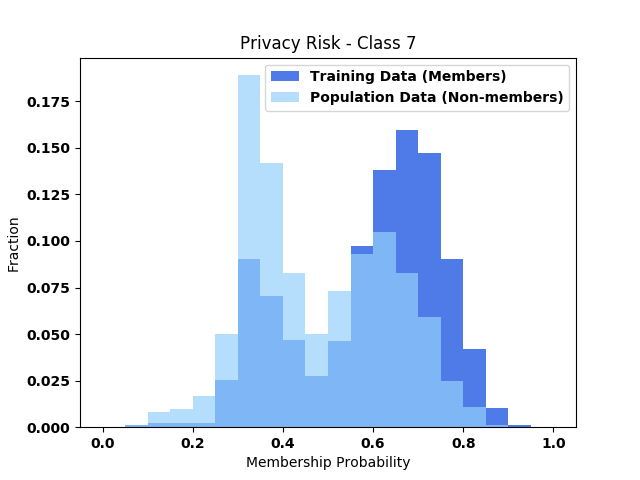 Privacy Risk - Class 7
Training Data (Members)
Population Data (Non-members)
0.175
0.150
0.125
0.100
0.075
0.050
0.025
0.000
Fraction
0.0 0.2 0.4 0.6 0.8 1.0
Membership Probability